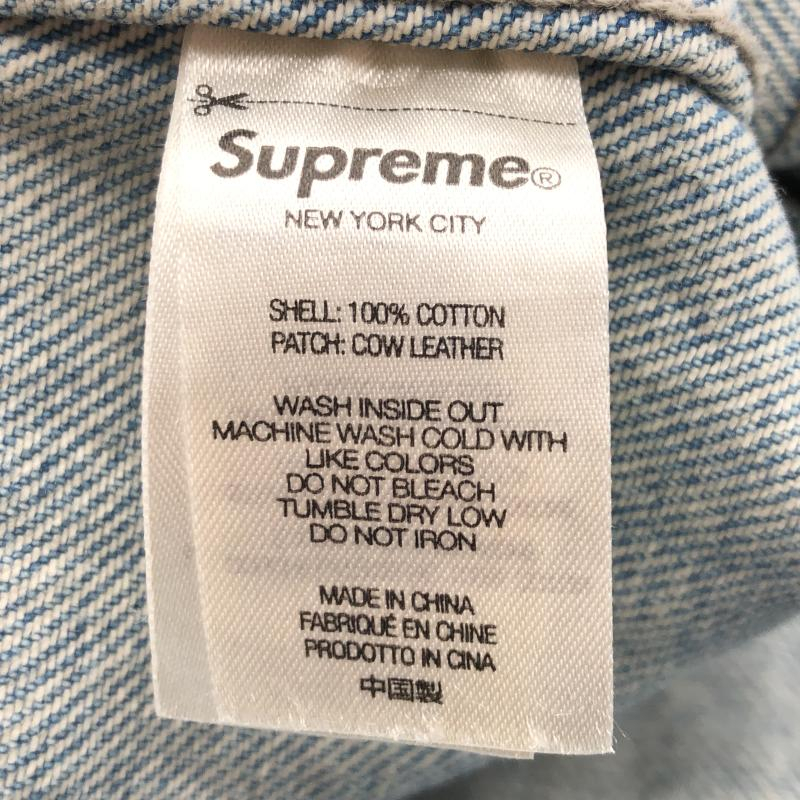 Supreme®
NEW YORK CITY
SHELL: 100% COTTON
PATCH: COW LEATHER
WASH INSIDE OUT
MACHINE WASH COLD WITH
LIKE COLORS
DO NOT BLEACH
TUMBLE DRY LOW
DO NOT IRON
MADE IN CHINA
FABRIQUÉ EN CHINE
PRODOTTO IN CINA
中国製